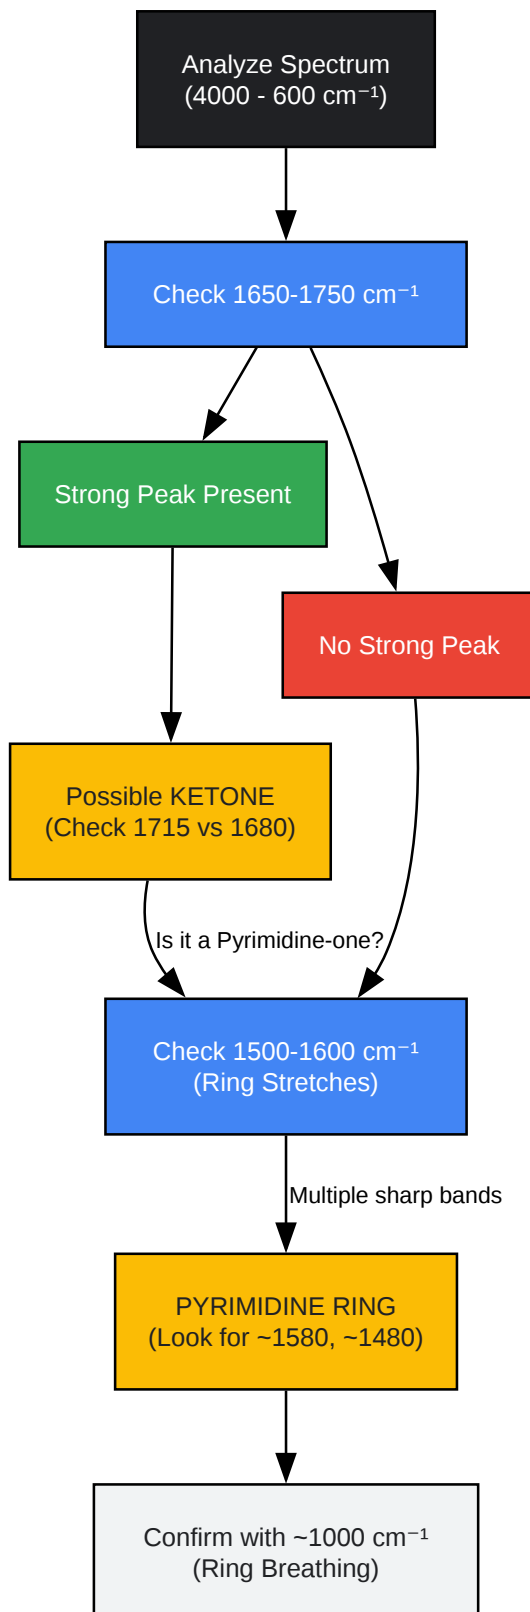 Analyze Spectrum
(4000 - 600 cm⁻¹)
Check 1650-1750 cm⁻¹
Strong Peak Present
No Strong Peak
Possible KETONE
(Check 1715 vs 1680)
Is it a Pyrimidine-one?
Check 1500-1600 cm⁻¹
(Ring Stretches)
Multiple sharp bands
PYRIMIDINE RING
(Look for ~1580, ~1480)
Confirm with ~1000 cm⁻¹
(Ring Breathing)